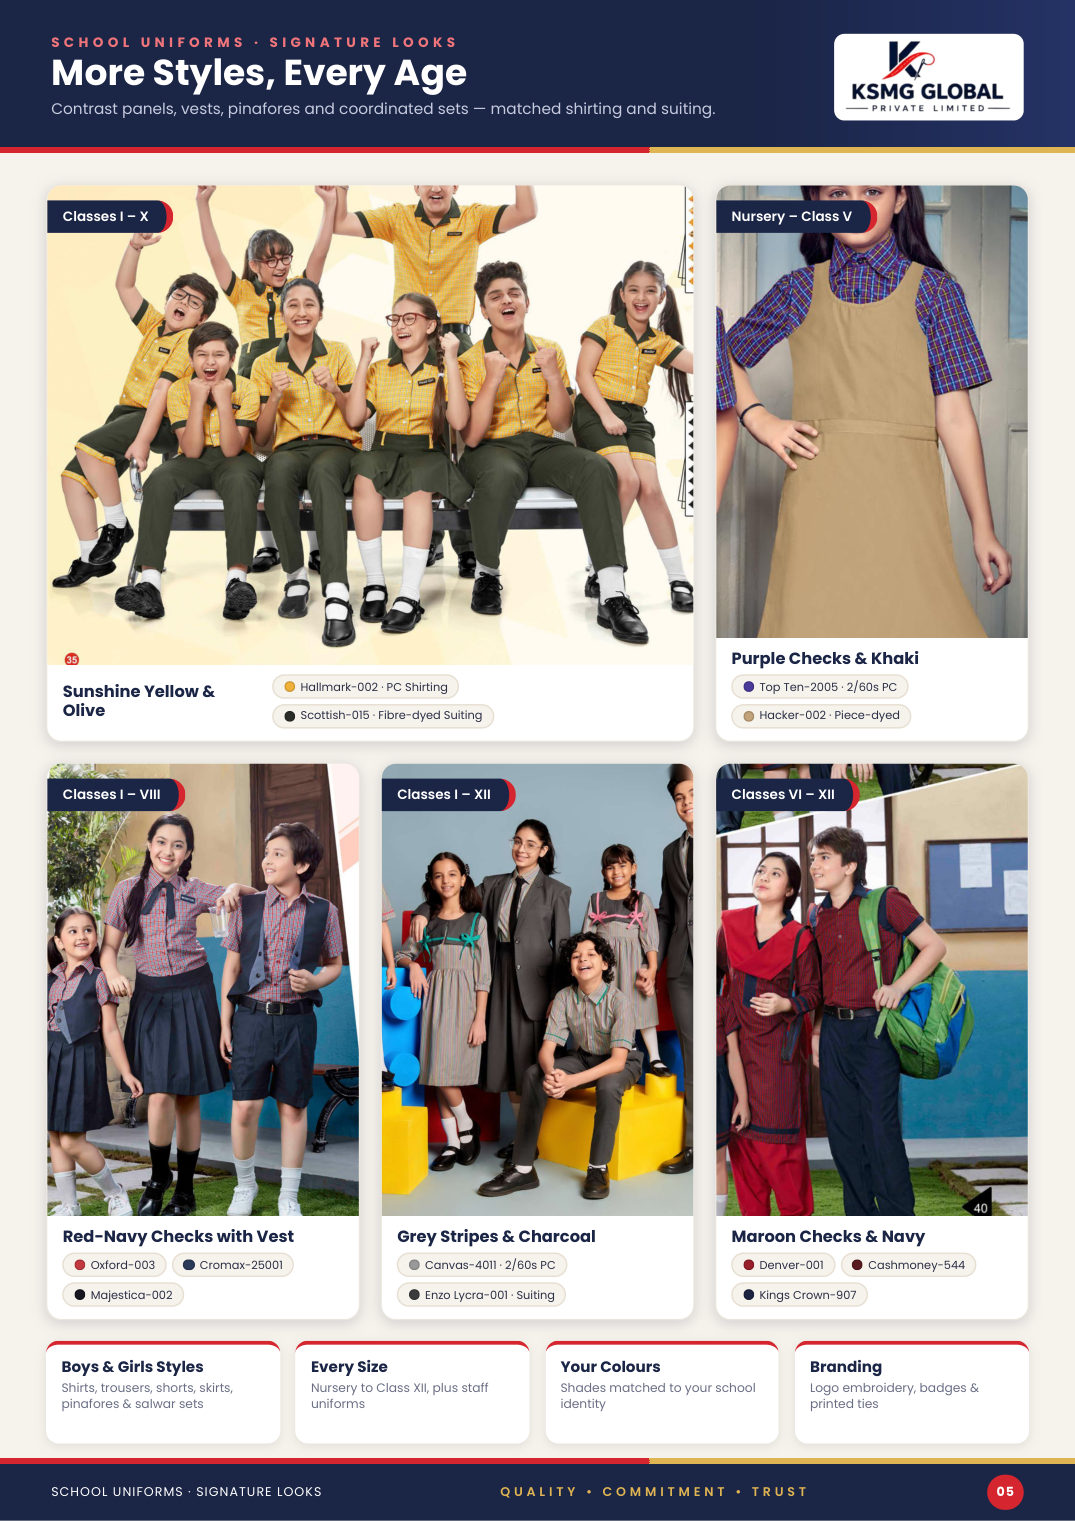 SCHOOL UNIFORMS · SIGNATURE LOOKS
More Styles, Every Age
Contrast panels, vests, pinafores and coordinated sets — matched shirting and suiting.
KSMG GLOBAL
PRIVATE LIMITED
Classes I – X
35
Sunshine Yellow &
Olive
Hallmark-002 · PC Shirting
Scottish-015 · Fibre-dyed Suiting
Nursery – Class V
Purple Checks & Khaki
Top Ten-2005 · 2/60s PC
Hacker-002 · Piece-dyed
Classes I – VIII
Red-Navy Checks with Vest
Oxford-003
Cromax-25001
Majestica-002
Classes I – XII
Grey Stripes & Charcoal
Canvas-4011 · 2/60s PC
Enzo Lycra-001 · Suiting
Classes VI – XII
40
Maroon Checks & Navy
Denver-001
Cashmoney-544
Kings Crown-907
Boys & Girls Styles
Shirts, trousers, shorts, skirts,
pinafores & salwar sets
Every Size
Nursery to Class XII, plus staff
uniforms
Your Colours
Shades matched to your school
identity
Branding
Logo embroidery, badges &
printed ties
SCHOOL UNIFORMS · SIGNATURE LOOKS
QUALITY • COMMITMENT • TRUST
05